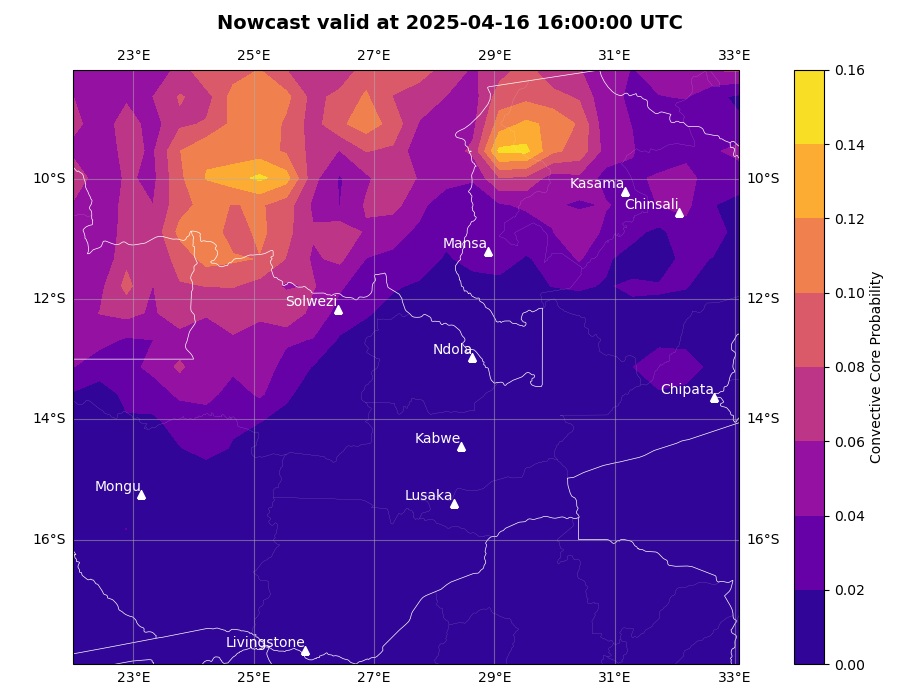 Nowcast valid at 2025-04-16 16:00:00 UTC
23°E 25°E 27°E 29°E 31°E 33°E
0.16
0.14
10°S 10°S
Kasama
Chinsali
0.12
Mansa
0.10
12°S 12°S
Solwezi
Ndola
0.08
Chipata
14°S 14°S
Kabwe
0.06
Mongu
Lusaka
0.04
16°S 16°S
0.02
Livingstone
0.00
23°E 25°E 27°E 29°E 31°E 33°E
Convective Core Probability